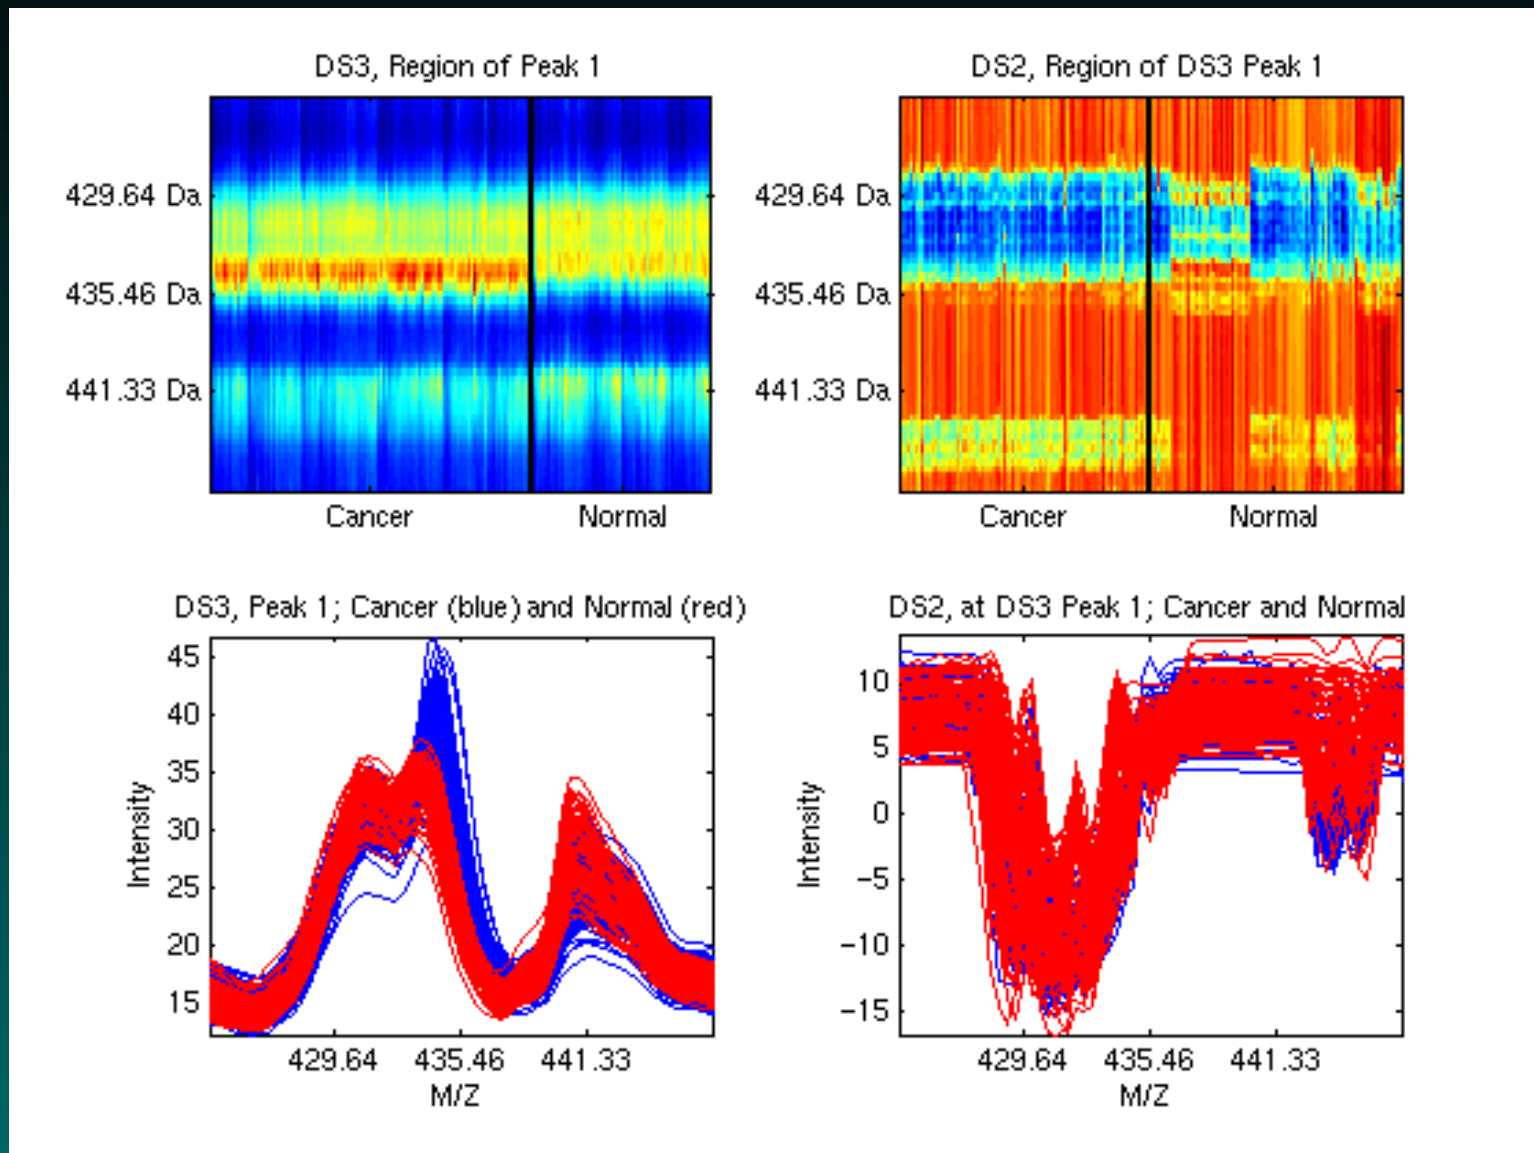 DS3, Region of Peak 1
429.64 Da
435.46 Da
441.33 Da
Cancer
Normal
DS2, Region of DS3 Peak 1
429.64 Da
435.46 Da
441.33 Da
Cancer
Normal
DS3, Peak 1; Cancer (blue) and Normal (red)
Intensity
45
40
35
30
25
20
15
429.64
435.46
441.33
M/Z
DS2, at DS3 Peak 1; Cancer and Normal
Intensity
10
5
0
−5
−10
−15
429.64
435.46
441.33
M/Z